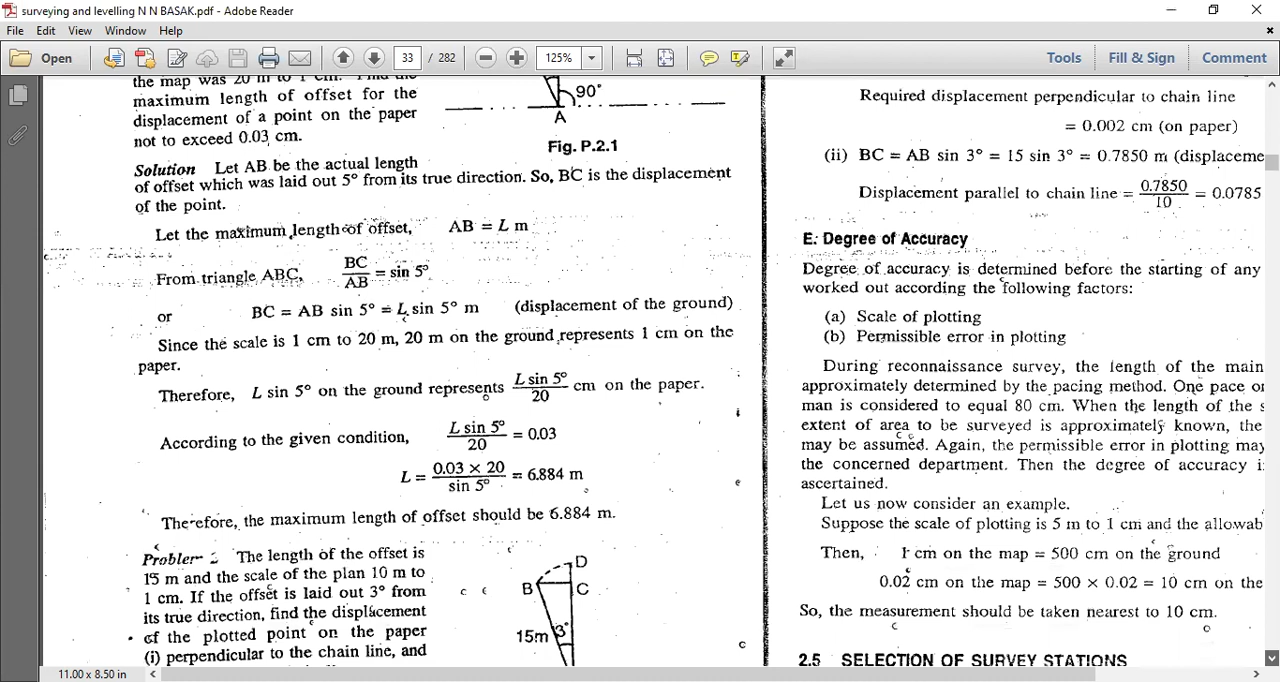 surveying and levelling N N BASAK.pdf - Adobe Reader
File Edit View Window Help
Open 33 / 282 125% Tools Fill & Sign Comment
the map was 20 m to 1 cm. Find the
maximum length of offset for the
displacement of a point on the paper
not to exceed 0.03 cm.
90°
A
Fig. P.2.1
Solution Let AB be the actual length
of offset which was laid out 5° from its true direction. So, BC is the displacement
of the point.
Let the maximum length of offset, AB = L m
From triangle ABC, BC/AB = sin 5°
or BC = AB sin 5° = L sin 5° m (displacement of the ground)
Since the scale is 1 cm to 20 m, 20 m on the ground represents 1 cm on the
paper.
Therefore, L sin 5° on the ground represents L sin 5°/20 cm on the paper.
According to the given condition, L sin 5°/20 = 0.03
L = 0.03 × 20/sin 5° = 6.884 m
Therefore, the maximum length of offset should be 6.884 m.
Problem 2 The length of the offset is
15 m and the scale of the plan 10 m to
1 cm. If the offset is laid out 3° from
its true direction, find the displacement
of the plotted point on the paper
(i) perpendicular to the chain line, and
D
B
C
15m
3°
Required displacement perpendicular to chain line
= 0.002 cm (on paper)
(ii) BC = AB sin 3° = 15 sin 3° = 0.7850 m (displaceme
Displacement parallel to chain line = 0.7850/10 = 0.0785
E. Degree of Accuracy
Degree of accuracy is determined before the starting of any
worked out according the following factors:
(a) Scale of plotting
(b) Permissible error in plotting
During reconnaissance survey, the length of the main
approximately determined by the pacing method. One pace o
man is considered to equal 80 cm. When the length of the s
extent of area to be surveyed is approximately known, the
may be assumed. Again, the permissible error in plotting may
the concerned department. Then the degree of accuracy i
ascertained.
Let us now consider an example.
Suppose the scale of plotting is 5 m to 1 cm and the allowab
Then, 1 cm on the map = 500 cm on the ground
0.02 cm on the map = 500 × 0.02 = 10 cm on the
So, the measurement should be taken nearest to 10 cm.
2.5 SELECTION OF SURVEY STATIONS
11.00 x 8.50 in